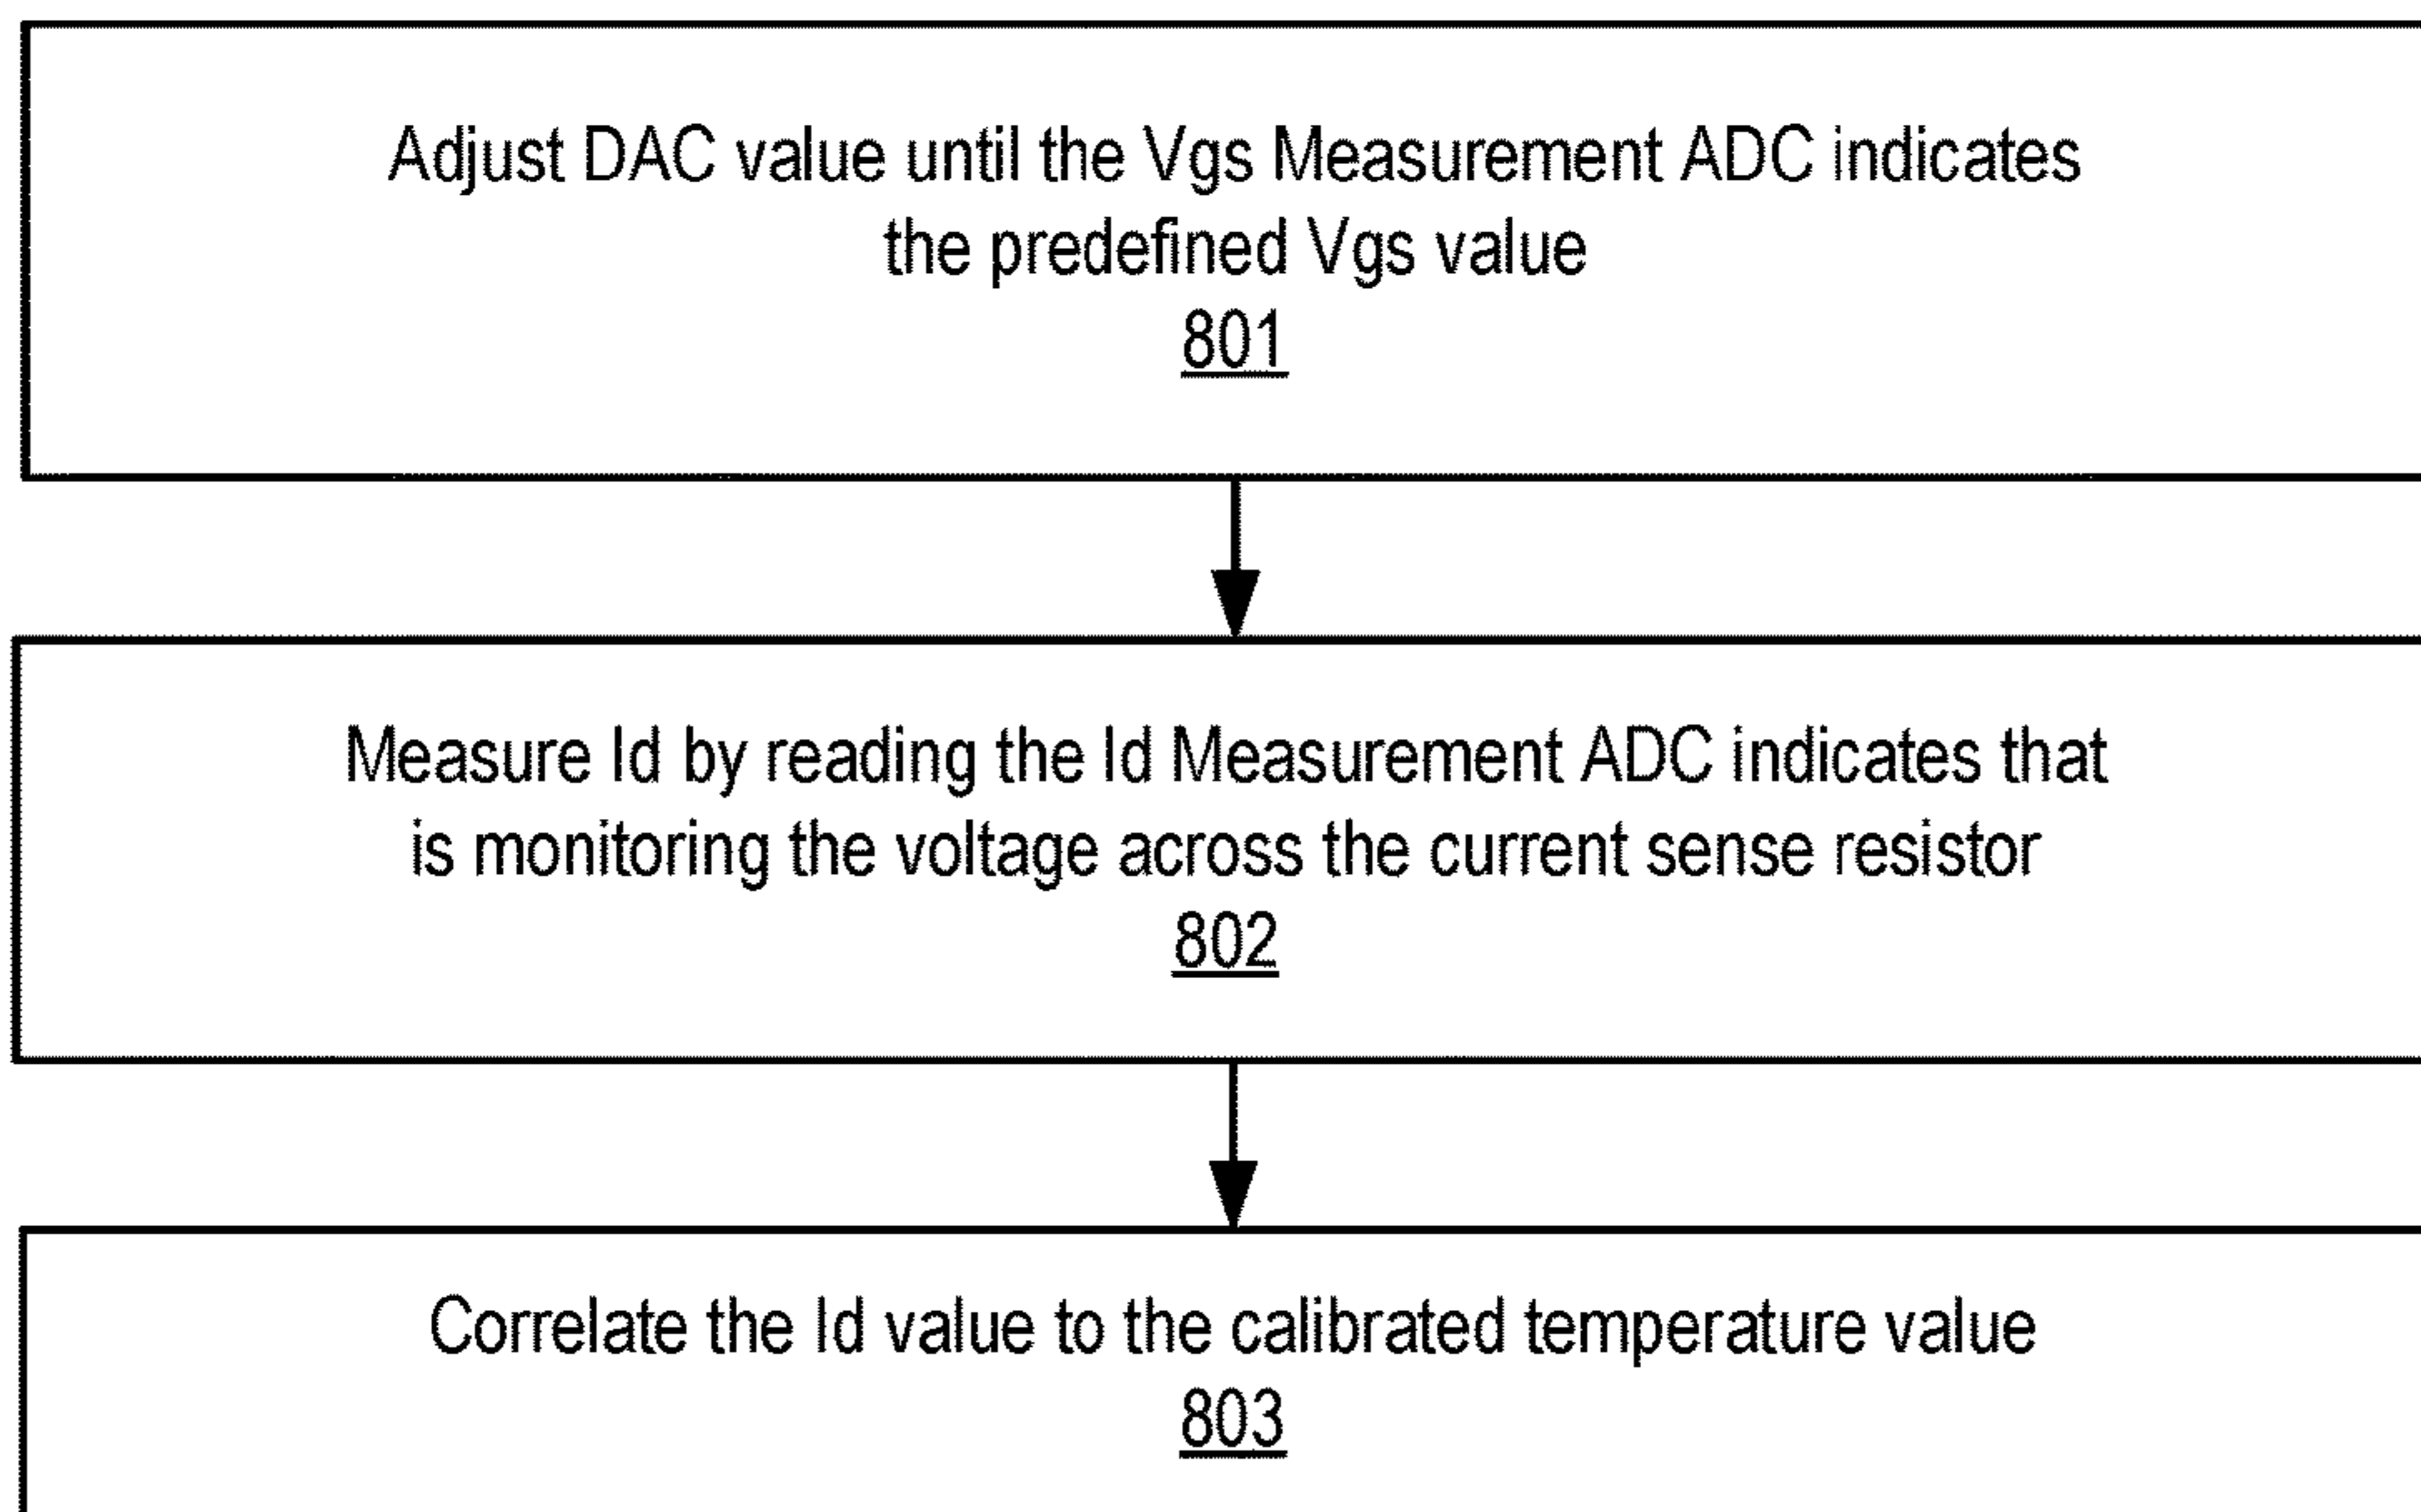 Adjust DAC value until the Vgs Measurement ADC indicates
the predefined Vgs value
801
Measure Id by reading the Id Measurement ADC indicates that
is monitoring the voltage across the current sense resistor
802
Correlate the Id value to the calibrated temperature value
803